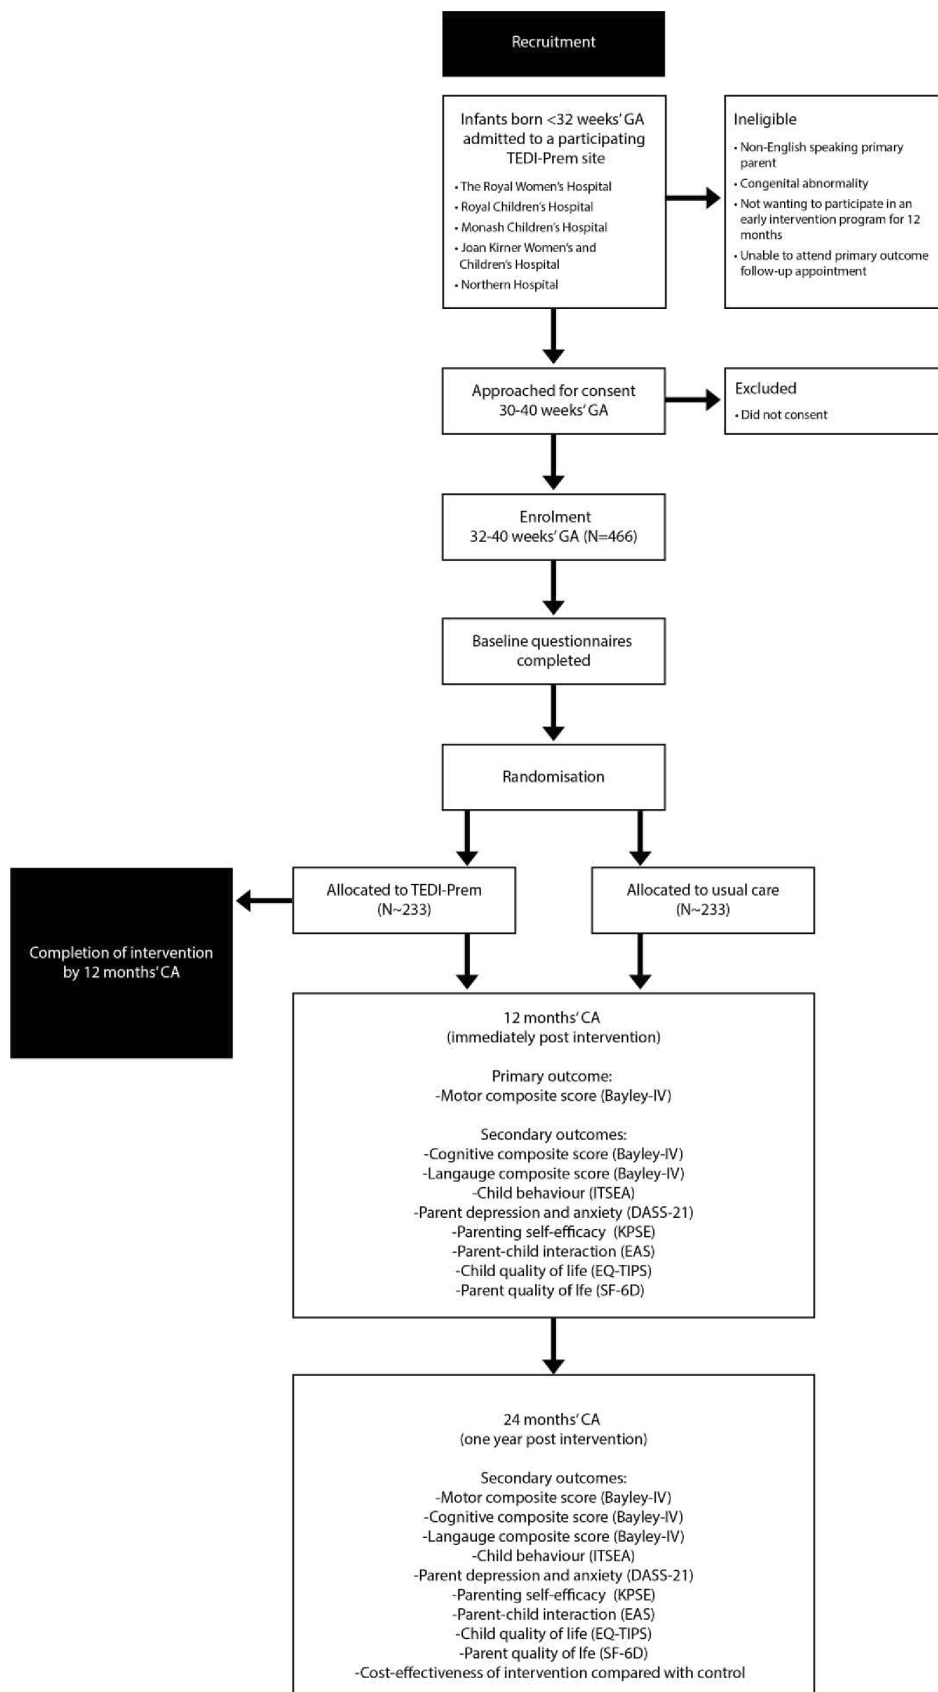 Recruitment
Infants born <32 weeks' GA
admitted to a participating
TEDI-Prem site
• The Royal Women's Hospital
• Royal Children's Hospital
• Monash Children's Hospital
• Joan Kirner Women's and
Children's Hospital
• Northern Hospital
Ineligible
• Non-English speaking primary
parent
• Congenital abnormality
• Not wanting to participate in an
early intervention program for 12
months
• Unable to attend primary outcome
follow-up appointment
Approached for consent
30-40 weeks' GA
Excluded
• Did not consent
Enrolment
32-40 weeks' GA (N=466)
Baseline questionnaires
completed
Randomisation
Allocated to TEDI-Prem
(N~233)
Allocated to usual care
(N~233)
Completion of intervention
by 12 months' CA
12 months' CA
(immediately post intervention)
Primary outcome:
-Motor composite score (Bayley-IV)
Secondary outcomes:
-Cognitive composite score (Bayley-IV)
-Langauge composite score (Bayley-IV)
-Child behaviour (ITSEA)
-Parent depression and anxiety (DASS-21)
-Parenting self-efficacy (KPSE)
-Parent-child interaction (EAS)
-Child quality of life (EQ-TIPS)
-Parent quality of lfe (SF-6D)
24 months' CA
(one year post intervention)
Secondary outcomes:
-Motor composite score (Bayley-IV)
-Cognitive composite score (Bayley-IV)
-Langauge composite score (Bayley-IV)
-Child behaviour (ITSEA)
-Parent depression and anxiety (DASS-21)
-Parenting self-efficacy (KPSE)
-Parent-child interaction (EAS)
-Child quality of life (EQ-TIPS)
-Parent quality of lfe (SF-6D)
-Cost-effectiveness of intervention compared with control